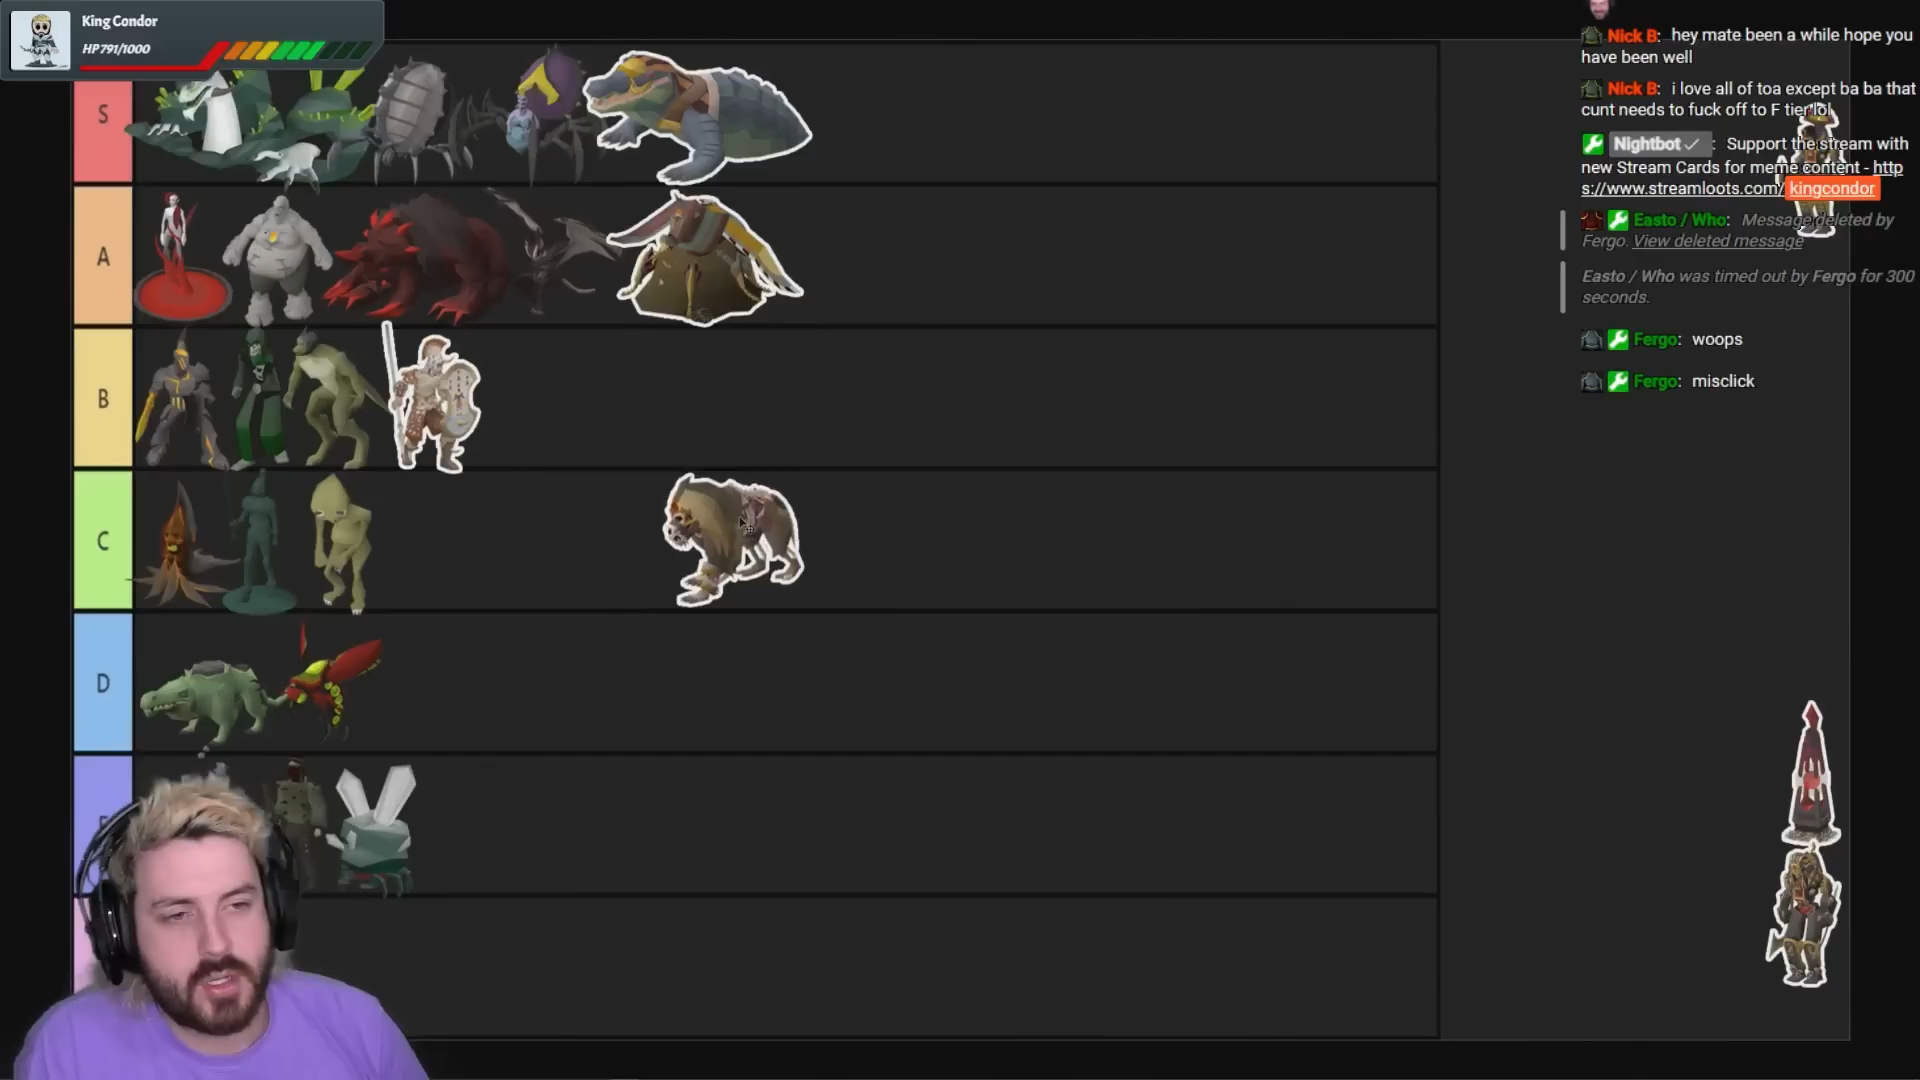 King Condor
HP 791/1000
S
A
B
C
D
Nick B: hey mate been a while hope you
have been well
Nick B: i love all of toa except ba ba that
cunt needs to fuck off to F tier lol
Nightbot : Support the stream with
new Stream Cards for meme content - http
s://www.streamloots.com/kingcondor
Easto / Who: Message deleted by
Fergo. View deleted message
Easto / Who was timed out by Fergo for 300
seconds.
Fergo: woops
Fergo: misclick